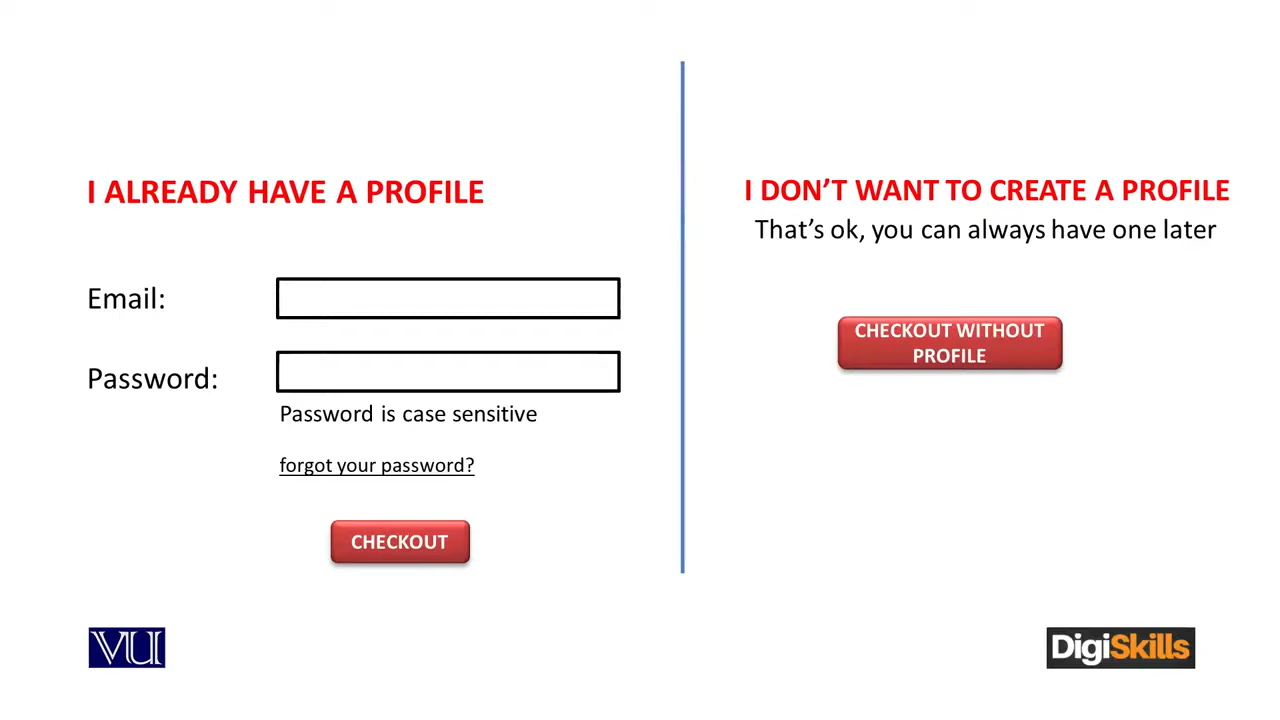 I ALREADY HAVE A PROFILE
Email:
Password:
Password is case sensitive
forgot your password?
CHECKOUT
I DON’T WANT TO CREATE A PROFILE
That’s ok, you can always have one later
CHECKOUT WITHOUT
PROFILE
VU
DigiSkills